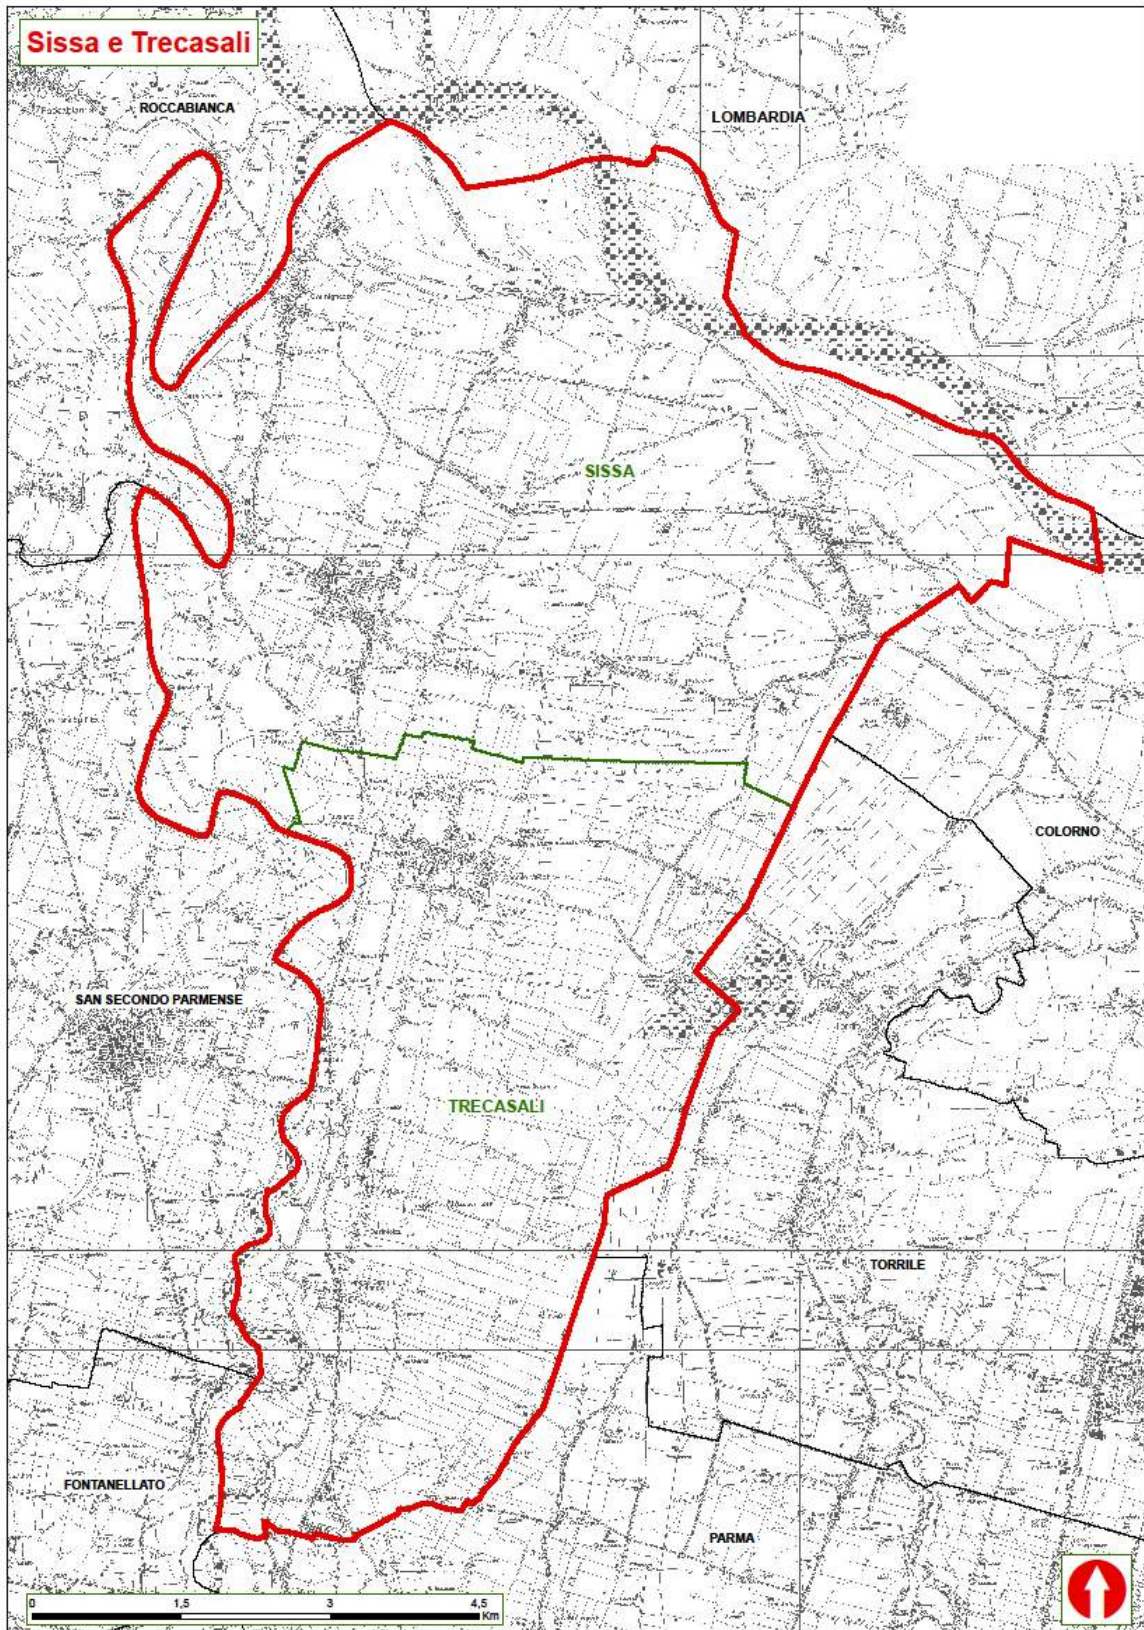 Sissa e Trecasali
ROCCABIANCA
LOMBARDIA
SISSA
COLORNO
SAN SECONDO PARMENSE
TRECASALI
TORRILE
FONTANELLATO
PARMA
0 1,5 3 4,5
Km